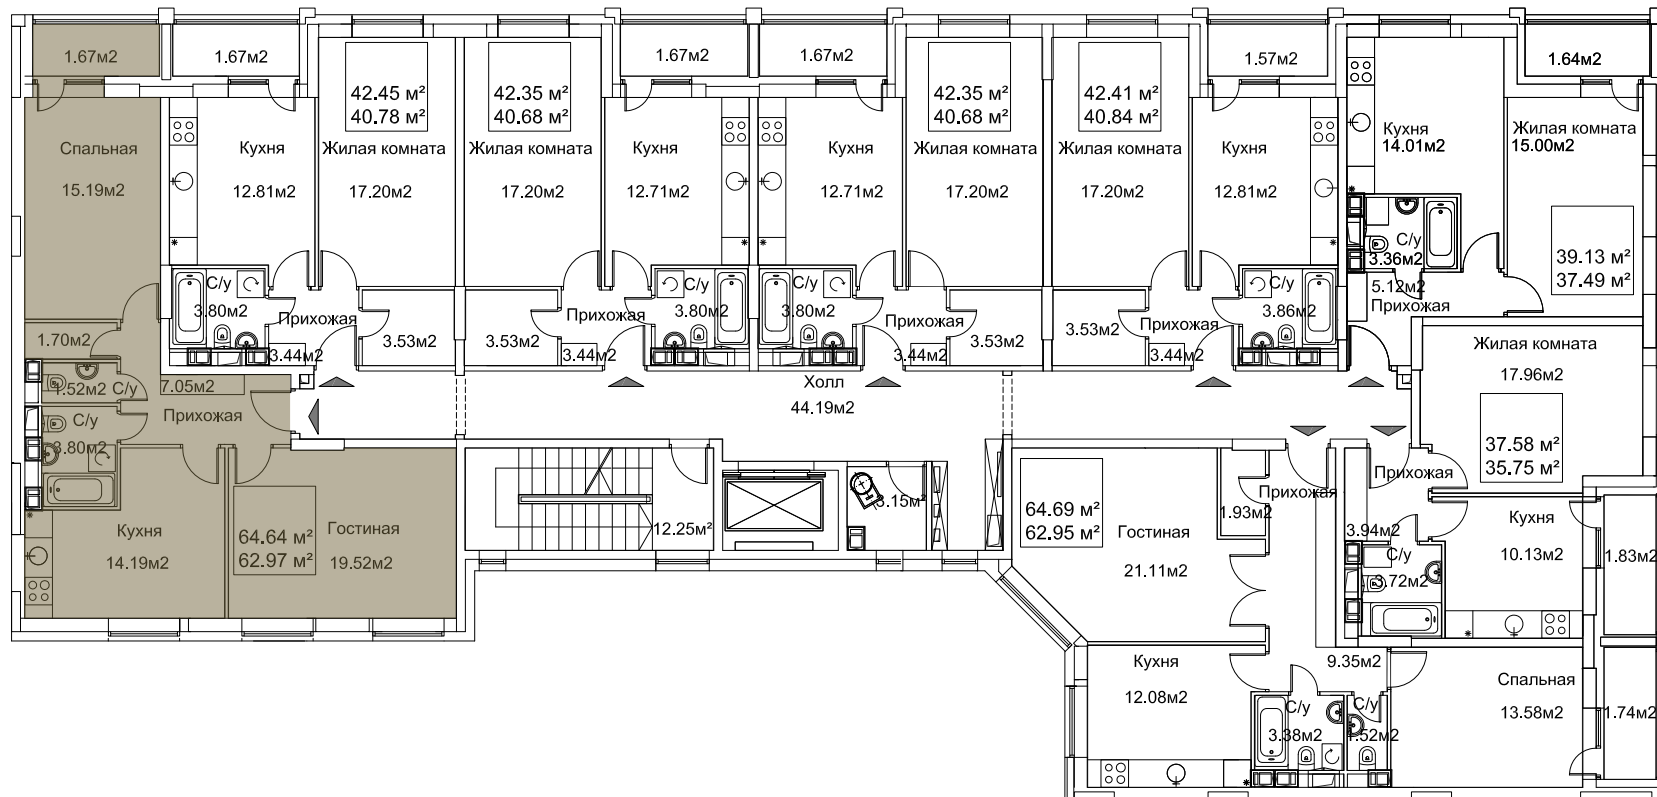 1.67м2
1.67м2
1.67м2
1.67м2
1.57м2
1.64м2
42.45 м²
40.78 м²
42.35 м²
40.68 м²
42.35 м²
40.68 м²
42.41 м²
40.84 м²
Спальная
15.19м2
Кухня
12.81м2
Жилая комната
17.20м2
Жилая комната
17.20м2
Кухня
12.71м2
Кухня
12.71м2
Жилая комната
17.20м2
Жилая комната
17.20м2
Кухня
12.81м2
Кухня
14.01м2
Жилая комната
15.00м2
39.13 м²
37.49 м²
С/у
3.36м2
5.12м2
Прихожая
С/у
3.80м2
Прихожая
3.44м2
3.53м2
3.53м2
Прихожая
3.44м2
С/у
3.80м2
С/у
3.80м2
Прихожая
3.44м2
3.53м2
3.53м2
Прихожая
3.44м2
С/у
3.86м2
1.70м2
1.52м2
С/у
7.05м2
Прихожая
С/у
3.80м2
Холл
44.19м2
Жилая комната
17.96м2
37.58 м²
35.75 м²
Кухня
14.19м2
64.64 м²
62.97 м²
Гостиная
19.52м2
12.25м²
3.15м²
64.69 м²
62.95 м²
Гостиная
21.11м2
Прихожая
1.93м2
Прихожая
3.94м2
С/у
3.72м2
Кухня
10.13м2
1.83м2
Кухня
12.08м2
9.35м2
С/у
3.38м2
С/у
1.52м2
Спальная
13.58м2
1.74м2